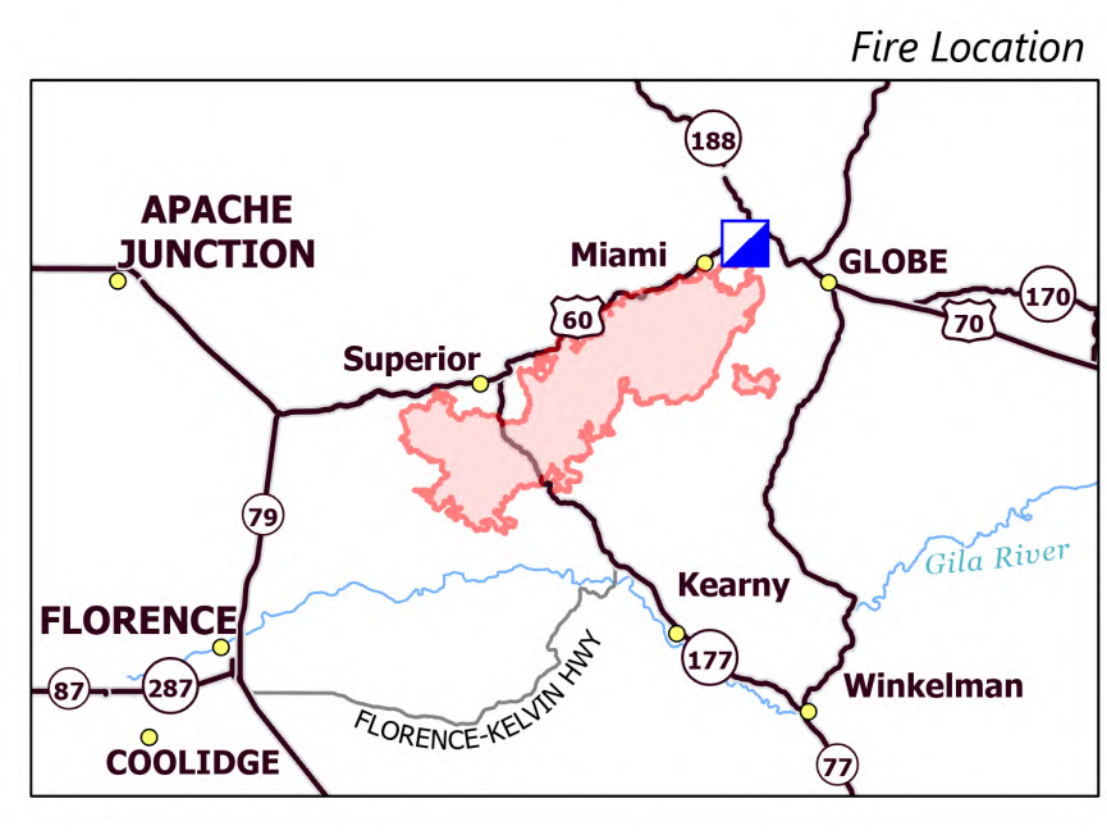 Fire Location
188
APACHE
JUNCTION
Miami
GLOBE
170
60
70
Superior
79
Gila River
Kearny
FLORENCE
177
87
287
Winkelman
FLORENCE-KELVIN HWY
COOLIDGE
77